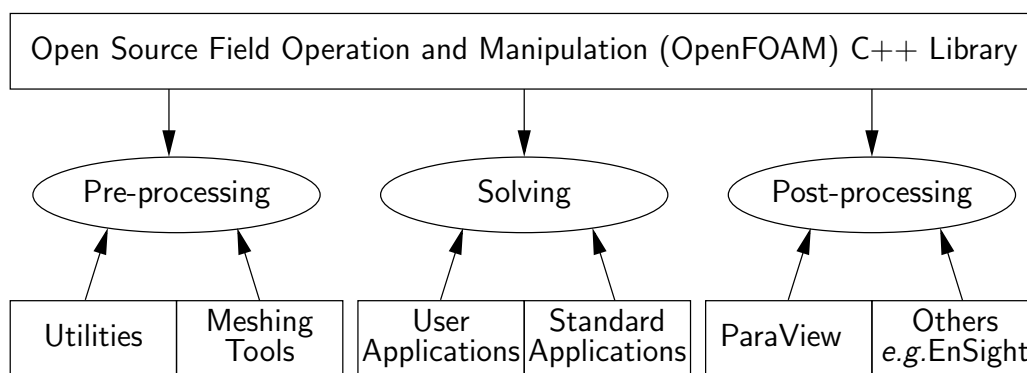 Open Source Field Operation and Manipulation (OpenFOAM) C++ Library
Pre-processing
Solving
Post-processing
Utilities
Meshing
Tools
User
Applications
Standard
Applications
ParaView
Others
e.g.EnSight